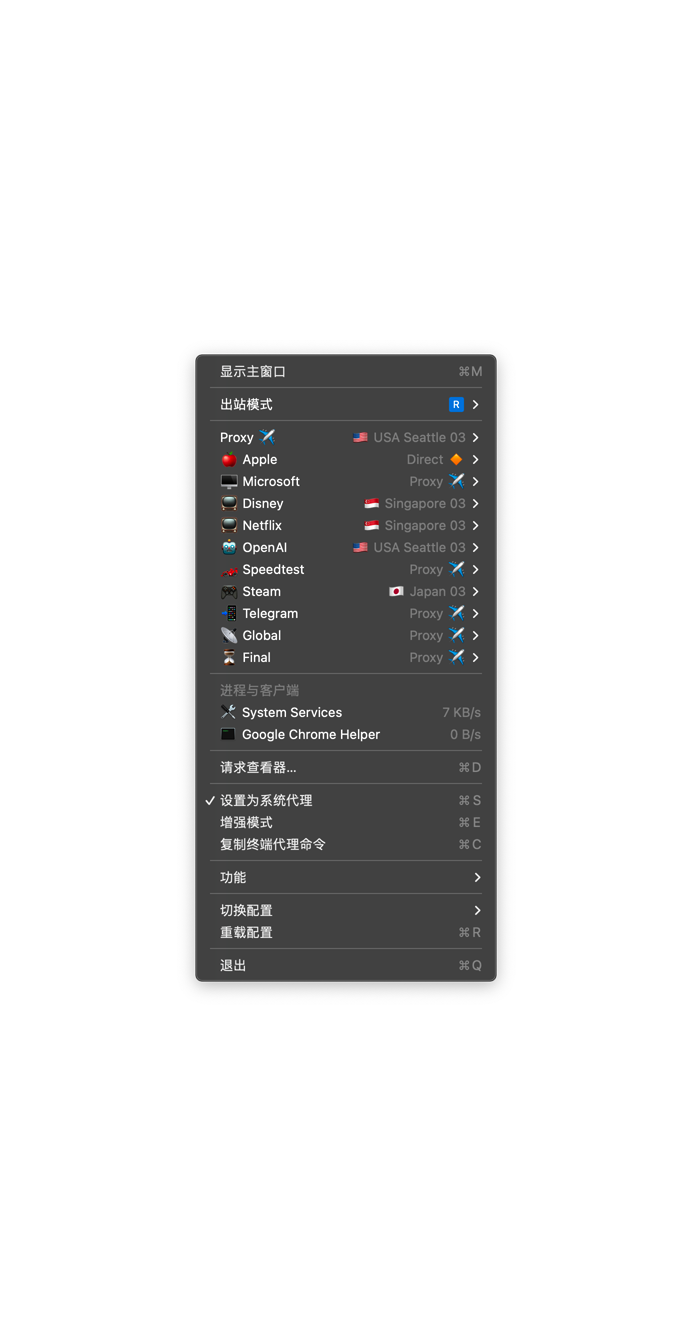 显示主窗口 ⌘M
出站模式 R
Proxy ✈️ 🇺🇸 USA Seattle 03
🍎 Apple Direct 🔶
🖥️ Microsoft Proxy ✈️
📺 Disney 🇸🇬 Singapore 03
📺 Netflix 🇸🇬 Singapore 03
🤖 OpenAI 🇺🇸 USA Seattle 03
🏎️ Speedtest Proxy ✈️
🎮 Steam 🇯🇵 Japan 03
📲 Telegram Proxy ✈️
📡 Global Proxy ✈️
⏳ Final Proxy ✈️
进程与客户端
System Services 7 KB/s
Google Chrome Helper 0 B/s
请求查看器... ⌘D
✓ 设置为系统代理 ⌘S
增强模式 ⌘E
复制终端代理命令 ⌘C
功能
切换配置
重载配置 ⌘R
退出 ⌘Q